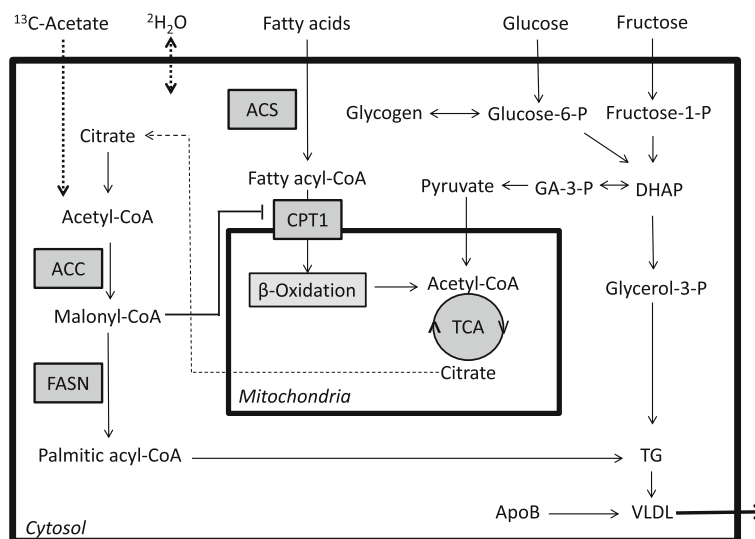 ¹³C-Acetate
²H₂O
Fatty acids
Glucose
Fructose
ACS
Glycogen
Glucose-6-P
Fructose-1-P
Citrate
Fatty acyl-CoA
Pyruvate
GA-3-P
DHAP
Acetyl-CoA
CPT1
ACC
β-Oxidation
Acetyl-CoA
Glycerol-3-P
Malonyl-CoA
TCA
FASN
Citrate
Mitochondria
Palmitic acyl-CoA
TG
ApoB
VLDL
Cytosol